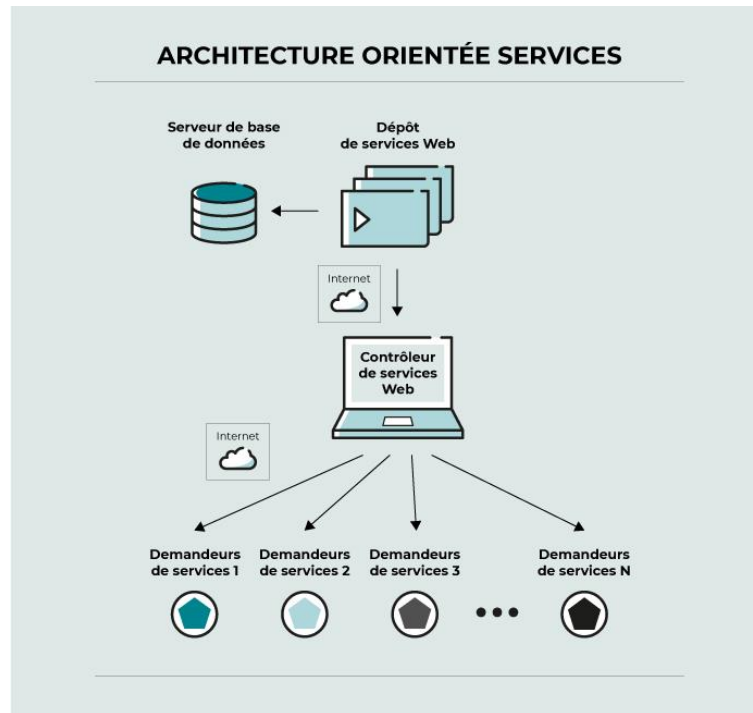 ARCHITECTURE ORIENTÉE SERVICES
Serveur de base
de données
Dépôt
de services Web
Internet
Contrôleur
de services
Web
Internet
Demandeurs
de services 1
Demandeurs
de services 2
Demandeurs
de services 3
Demandeurs
de services N